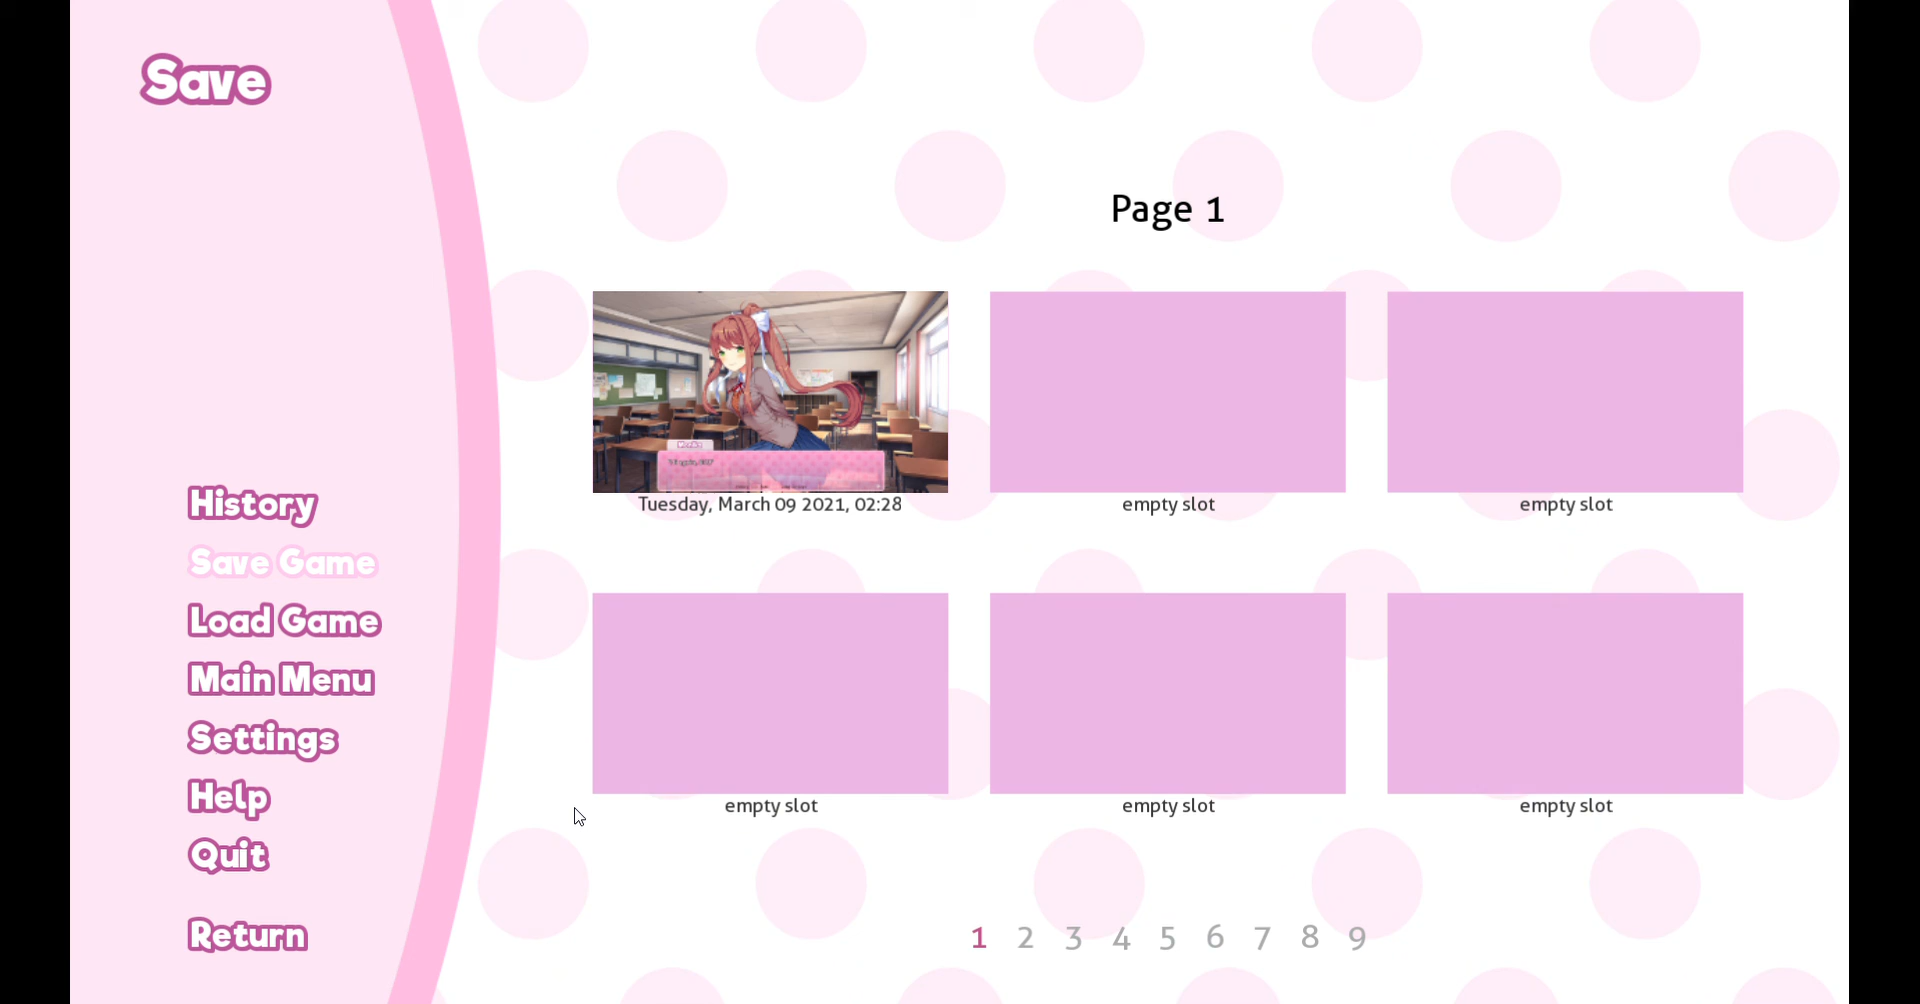 Save
Page 1
Tuesday, March 09 2021, 02:28
empty slot
empty slot
History
Save Game
Load Game
Main Menu
Settings
Help
Quit
Return
empty slot
empty slot
empty slot
1 2 3 4 5 6 7 8 9